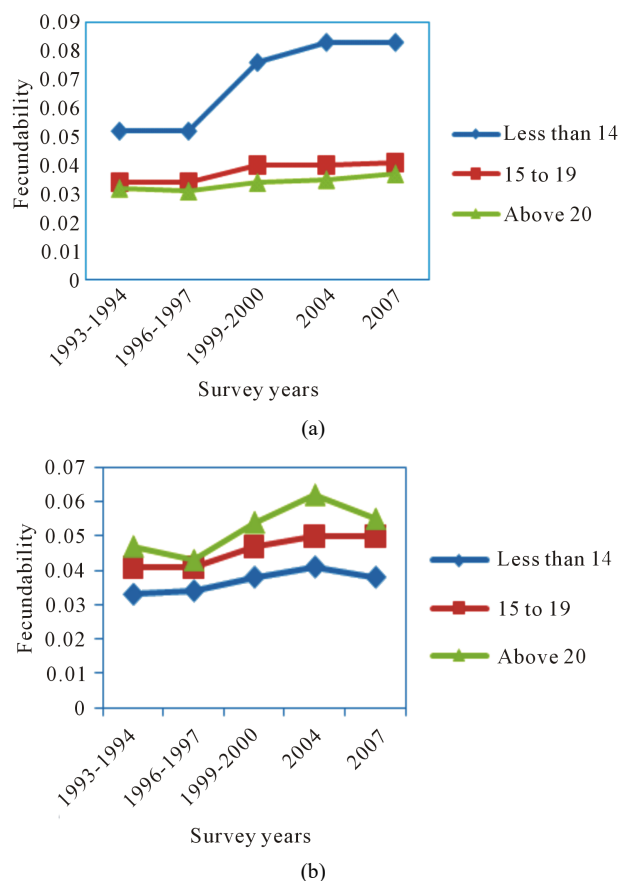 0.09
0.08
0.07
0.06
0.05
0.04
0.03
0.02
0.01
0
Fecundability
1993-1994
1996-1997
1999-2000
2004
2007
Survey years
Less than 14
15 to 19
Above 20
(a)
0.07
0.06
0.05
0.04
0.03
0.02
0.01
0
Fecundability
1993-1994
1996-1997
1999-2000
2004
2007
Survey years
Less than 14
15 to 19
Above 20
(b)